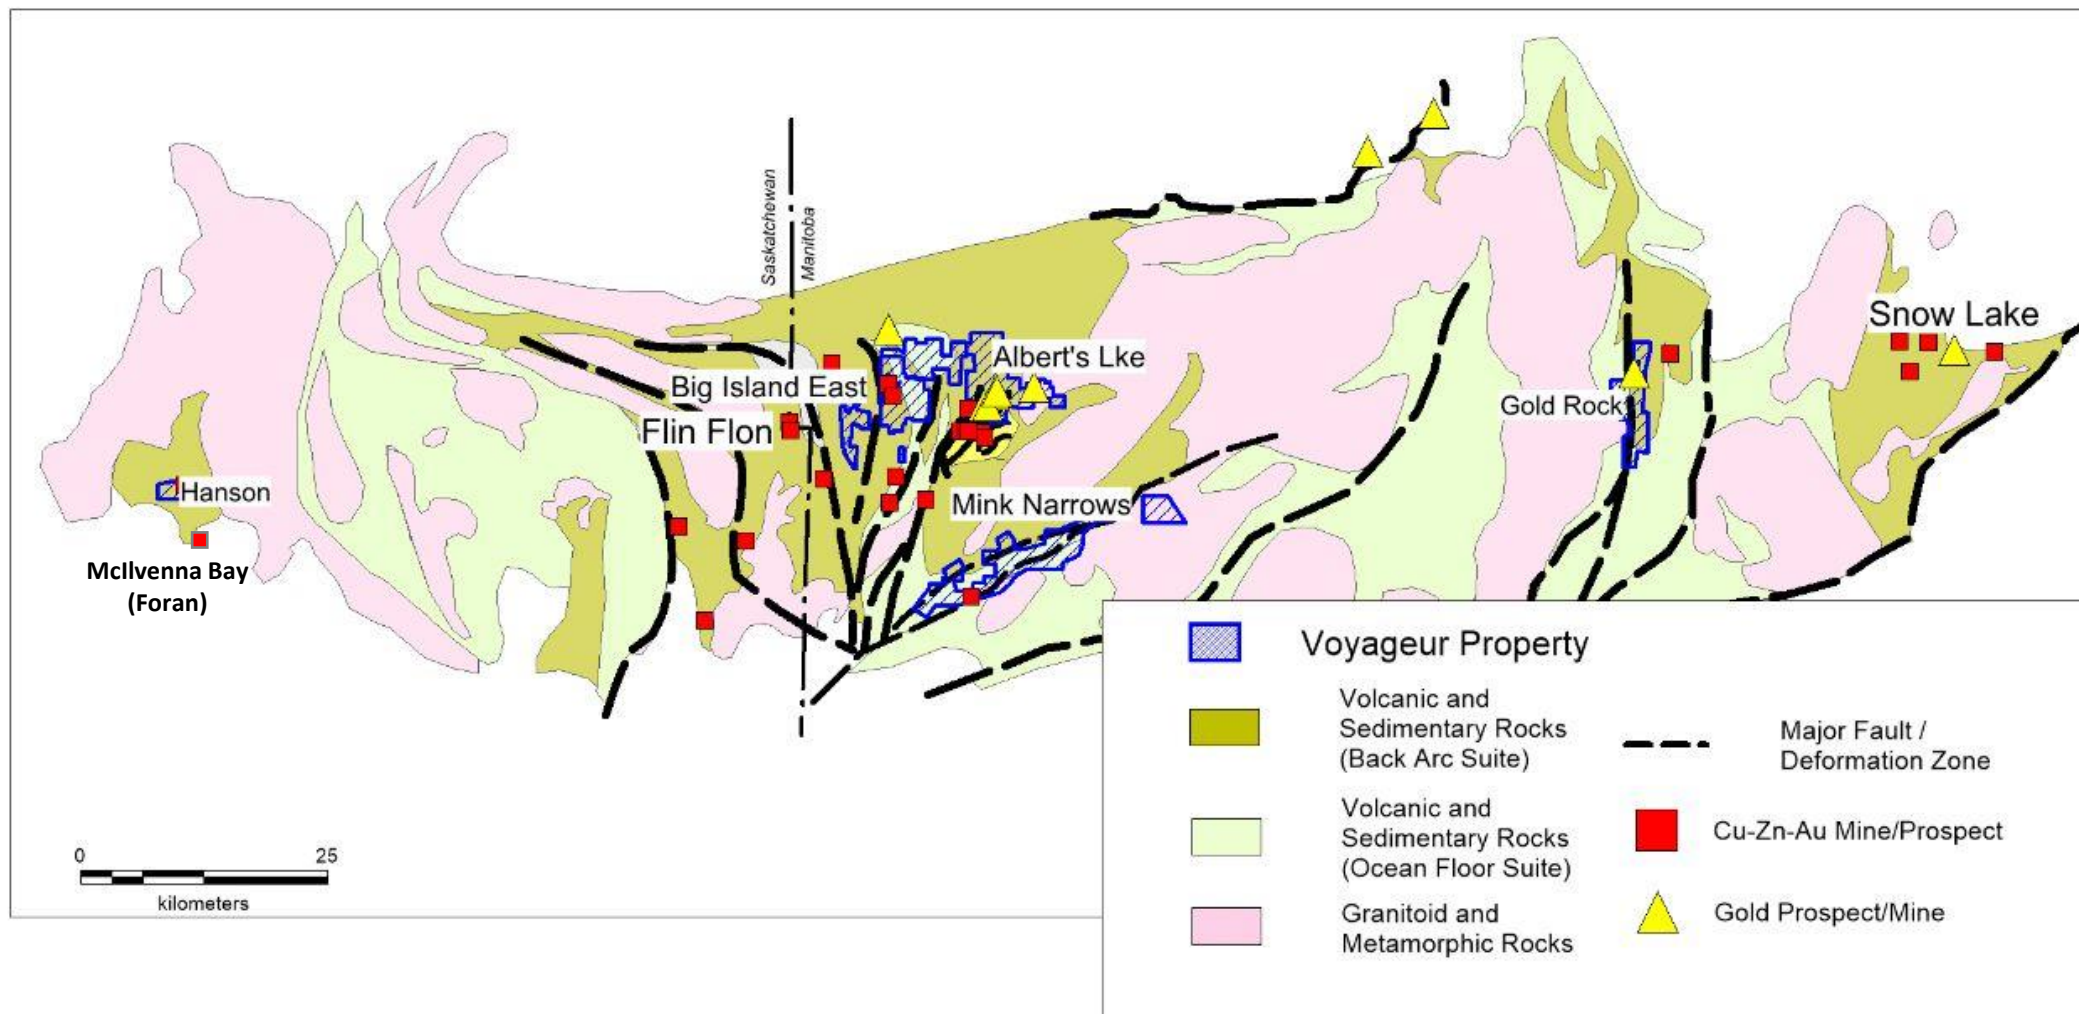 Saskatchewan
Manitoba
Snow Lake
Albert's Lke
Big Island East
Gold Rock
Flin Flon
Hanson
Mink Narrows
McIlvenna Bay
(Foran)
Voyageur Property
Volcanic and
Sedimentary Rocks
(Back Arc Suite)
Major Fault /
Deformation Zone
Volcanic and
Sedimentary Rocks
(Ocean Floor Suite)
Cu-Zn-Au Mine/Prospect
Granitoid and
Metamorphic Rocks
Gold Prospect/Mine
0 25
kilometers